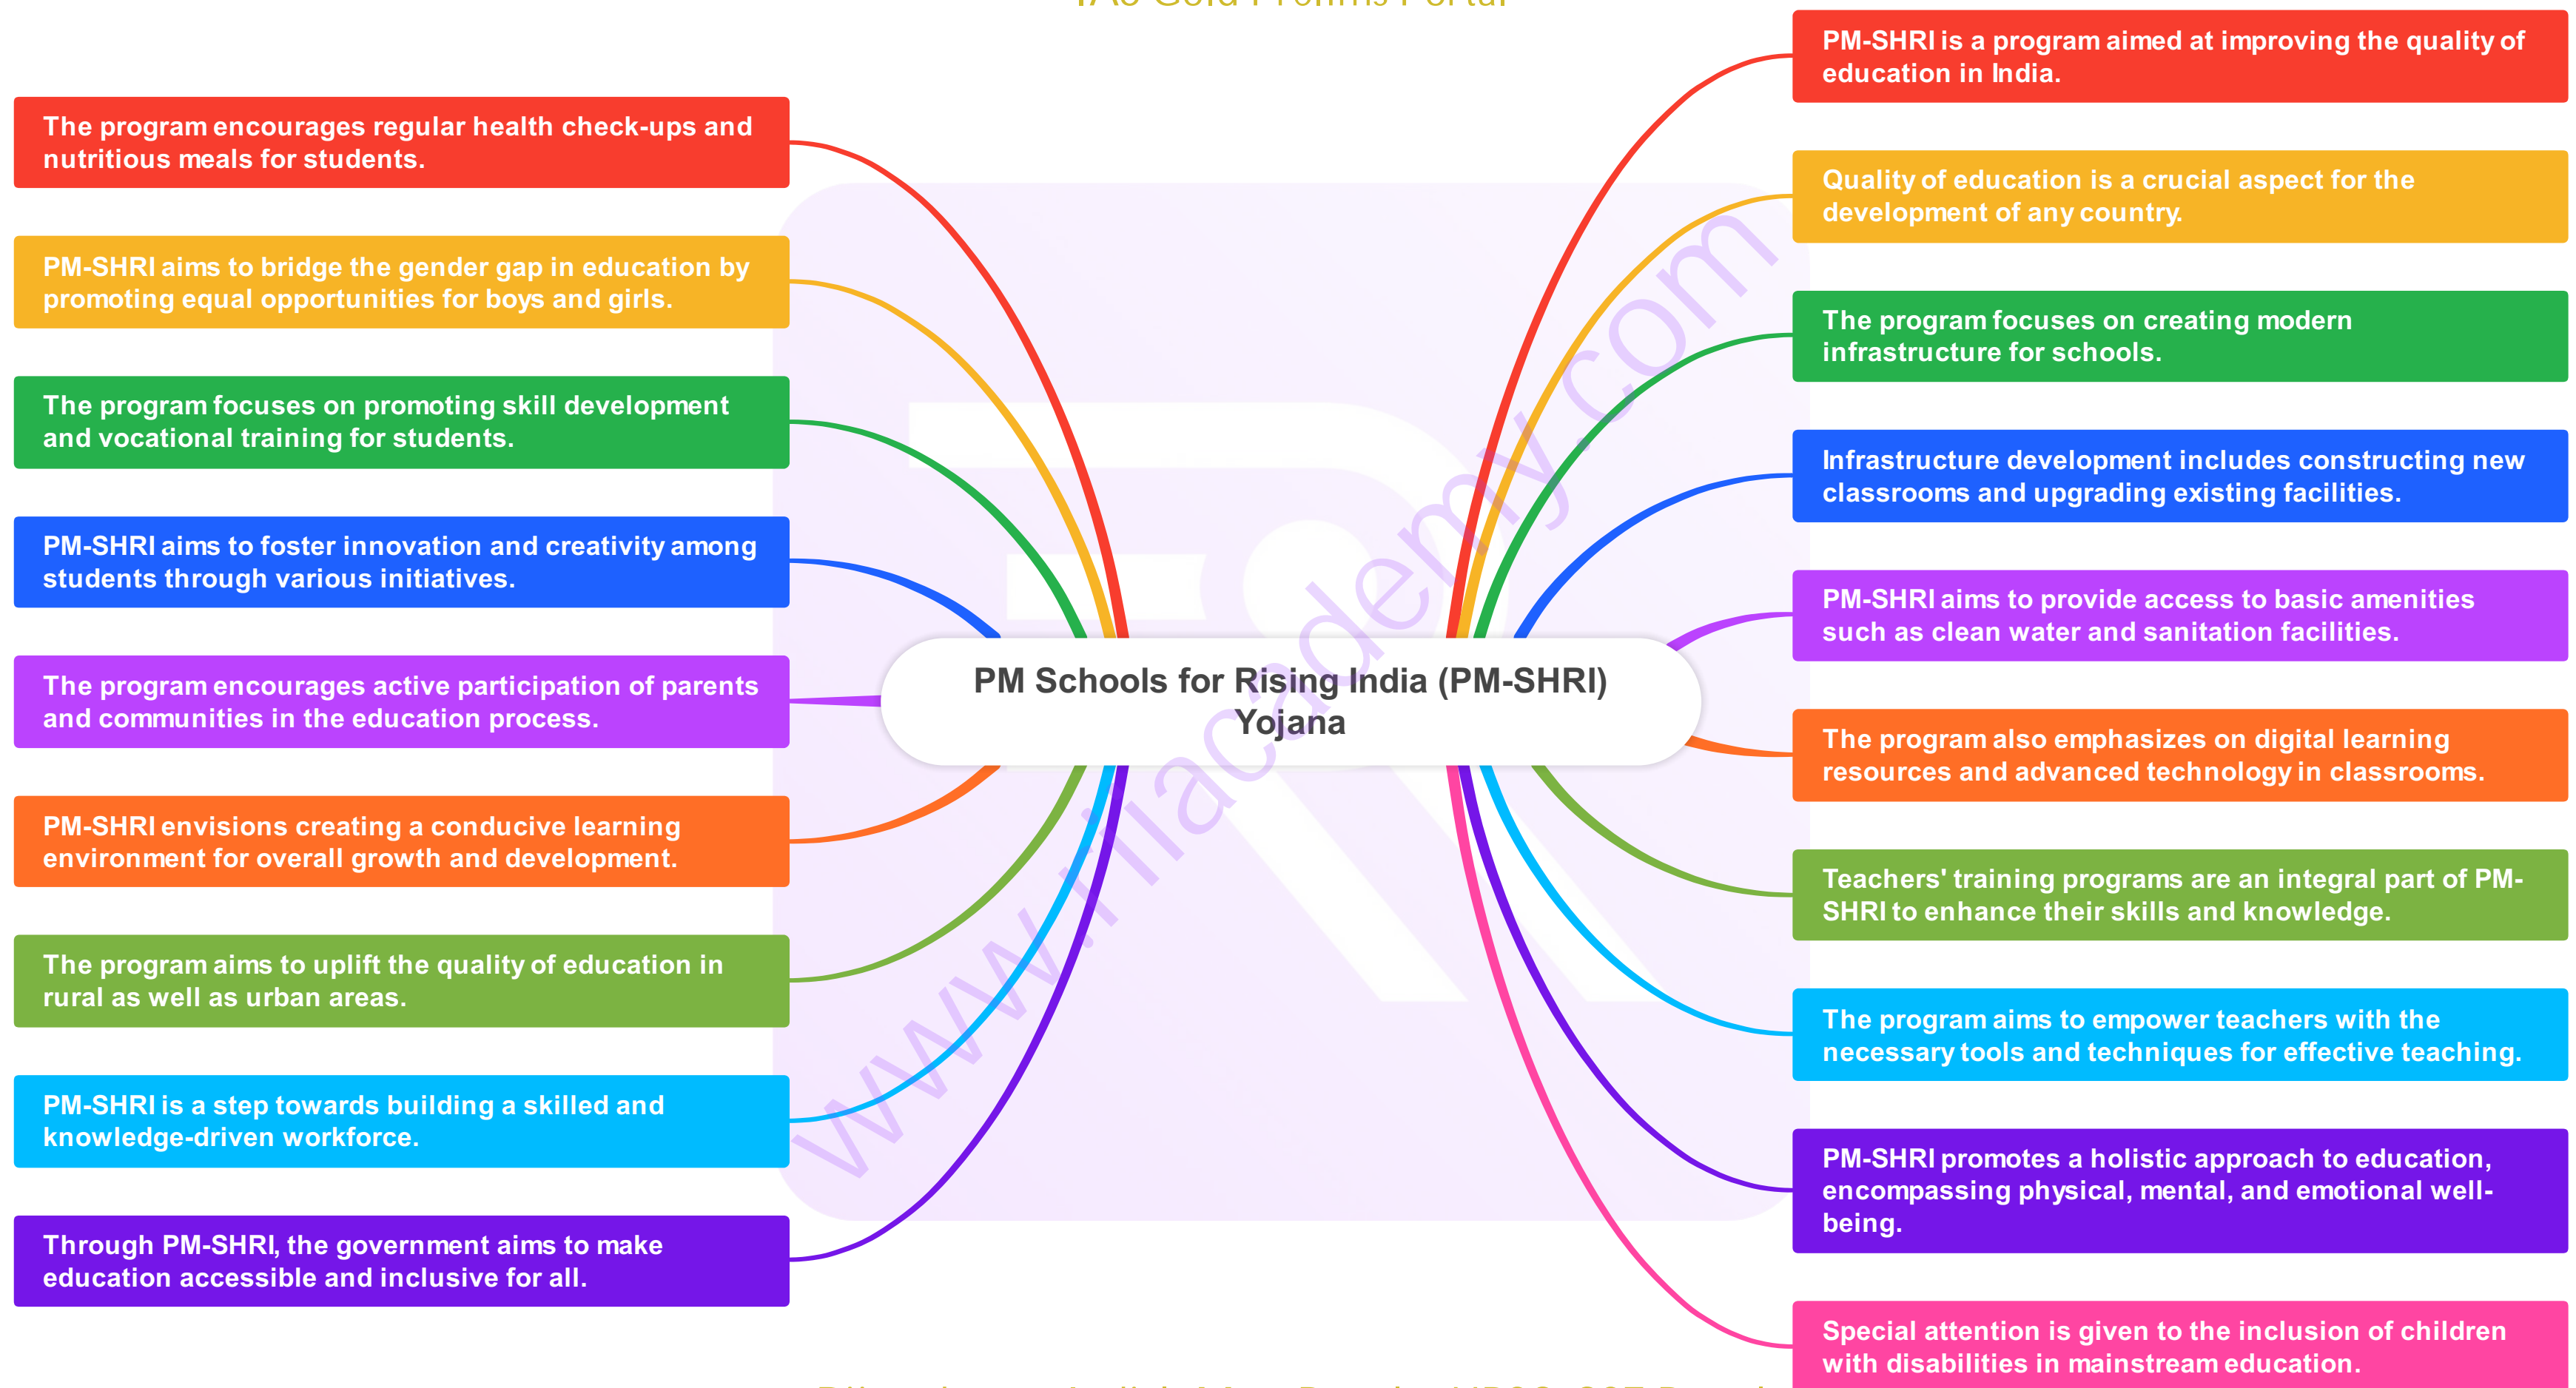 PM-SHRI is a program aimed at improving the quality of
education in India.
Quality of education is a crucial aspect for the
development of any country.
The program focuses on creating modern
infrastructure for schools.
Infrastructure development includes constructing new
classrooms and upgrading existing facilities.
PM-SHRI aims to provide access to basic amenities
such as clean water and sanitation facilities.
The program also emphasizes on digital learning
resources and advanced technology in classrooms.
Teachers' training programs are an integral part of PM-
SHRI to enhance their skills and knowledge.
The program aims to empower teachers with the
necessary tools and techniques for effective teaching.
PM-SHRI promotes a holistic approach to education,
encompassing physical, mental, and emotional well-
being.
Special attention is given to the inclusion of children
with disabilities in mainstream education.
The program encourages regular health check-ups and
nutritious meals for students.
PM-SHRI aims to bridge the gender gap in education by
promoting equal opportunities for boys and girls.
The program focuses on promoting skill development
and vocational training for students.
PM-SHRI aims to foster innovation and creativity among
students through various initiatives.
The program encourages active participation of parents
and communities in the education process.
PM-SHRI envisions creating a conducive learning
environment for overall growth and development.
The program aims to uplift the quality of education in
rural as well as urban areas.
PM-SHRI is a step towards building a skilled and
knowledge-driven workforce.
Through PM-SHRI, the government aims to make
education accessible and inclusive for all.
PM Schools for Rising India (PM-SHRI)
Yojana